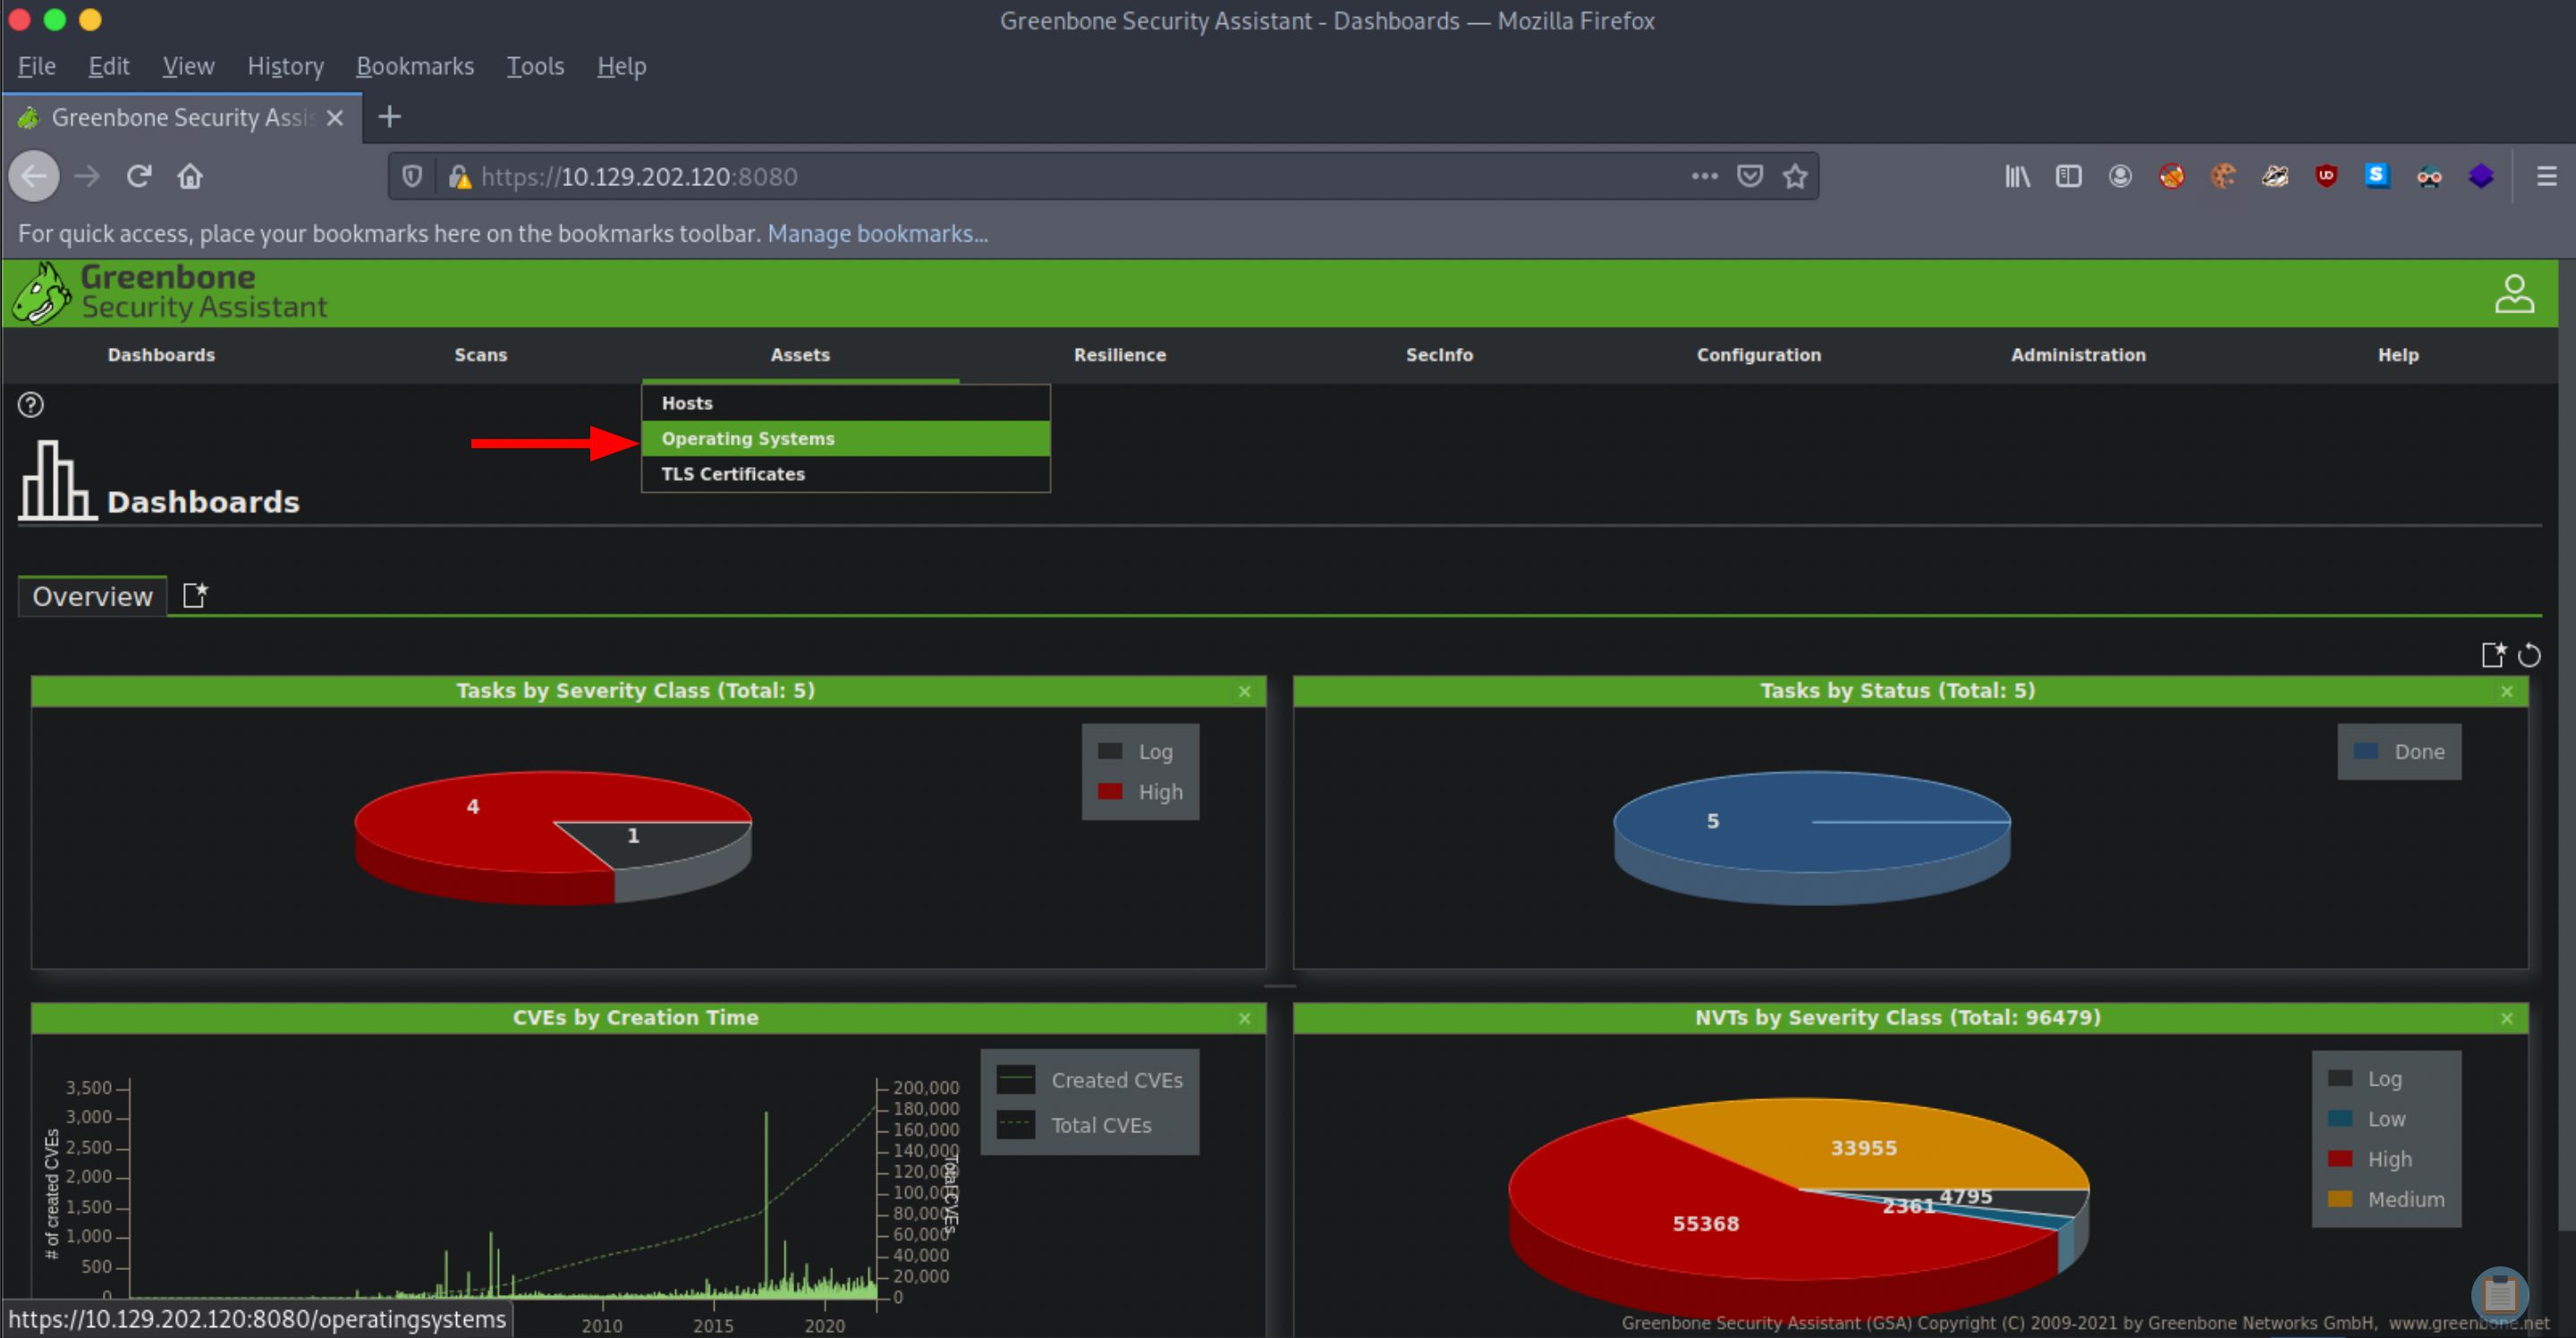 Greenbone Security Assistant - Dashboards — Mozilla Firefox
File Edit View History Bookmarks Tools Help
Greenbone Security Assis
https://10.129.202.120:8080
For quick access, place your bookmarks here on the bookmarks toolbar. Manage bookmarks...
Greenbone
Security Assistant
Dashboards Scans Assets Resilience SecInfo Configuration Administration Help
Hosts
Operating Systems
TLS Certificates
Dashboards
Overview
Tasks by Severity Class (Total: 5)
Log
High
4
1
Tasks by Status (Total: 5)
Done
5
CVEs by Creation Time
Created CVEs
Total CVEs
# of created CVEs
3,500
3,000
2,500
2,000
1,500
1,000
500
0
200,000
180,000
160,000
140,000
120,000
100,000
80,000
60,000
40,000
20,000
0
Total CVEs
2010 2015 2020
NVTs by Severity Class (Total: 96479)
Log
Low
High
Medium
33955
4795
2361
55368
https://10.129.202.120:8080/operatingsystems
Greenbone Security Assistant (GSA) Copyright (C) 2009-2021 by Greenbone Networks GmbH, www.greenbone.net